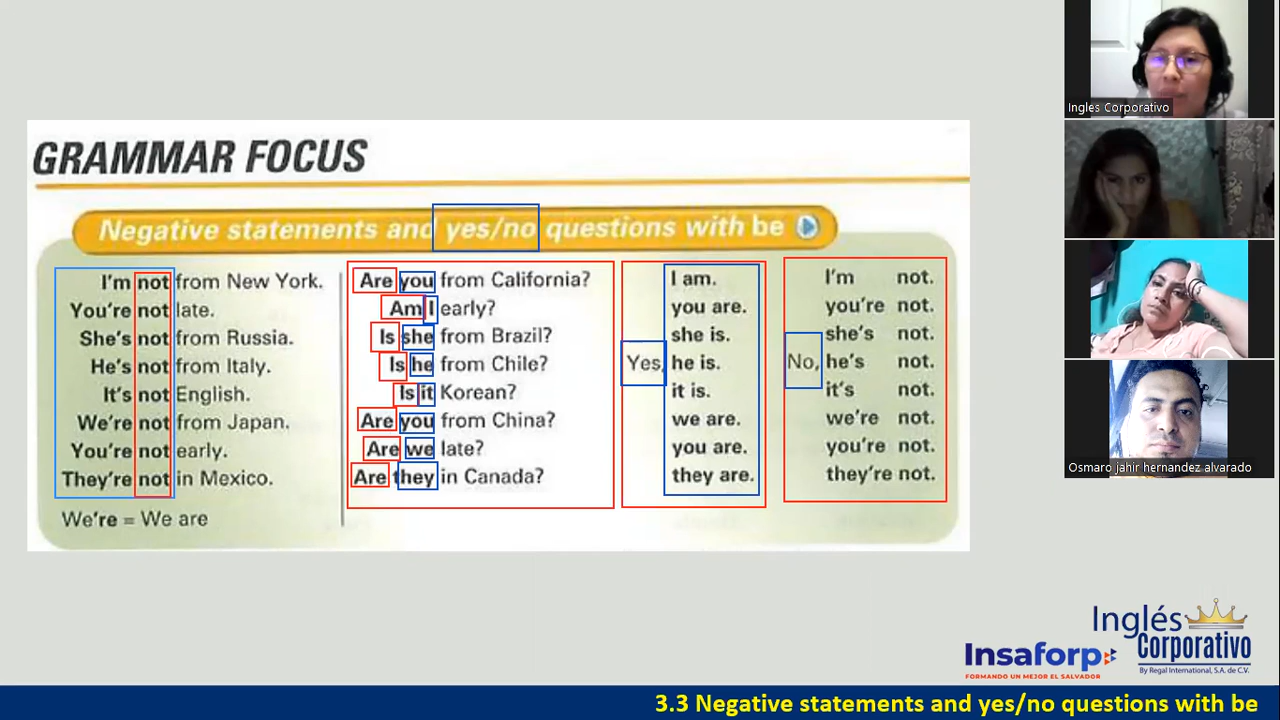 GRAMMAR FOCUS
Negative statements and yes/no questions with be
I'm not from New York.
You're not late.
She's not from Russia.
He's not from Italy.
It's not English.
We're not from Japan.
You're not early.
They're not in Mexico.
We're = We are
Are you from California?
Am I early?
Is she from Brazil?
Is he from Chile?
Is it Korean?
Are you from China?
Are we late?
Are they in Canada?
Yes,
I am.
you are.
she is.
he is.
it is.
we are.
you are.
they are.
No,
I'm not.
you're not.
she's not.
he's not.
it's not.
we're not.
you're not.
they're not.
Ingles Corporativo
Osmaro jahir hernandez alvarado
Insaforp
FORMANDO UN MEJOR EL SALVADOR
Inglés
Corporativo
By Regal International, S.A. de C.V.
3.3 Negative statements and yes/no questions with be